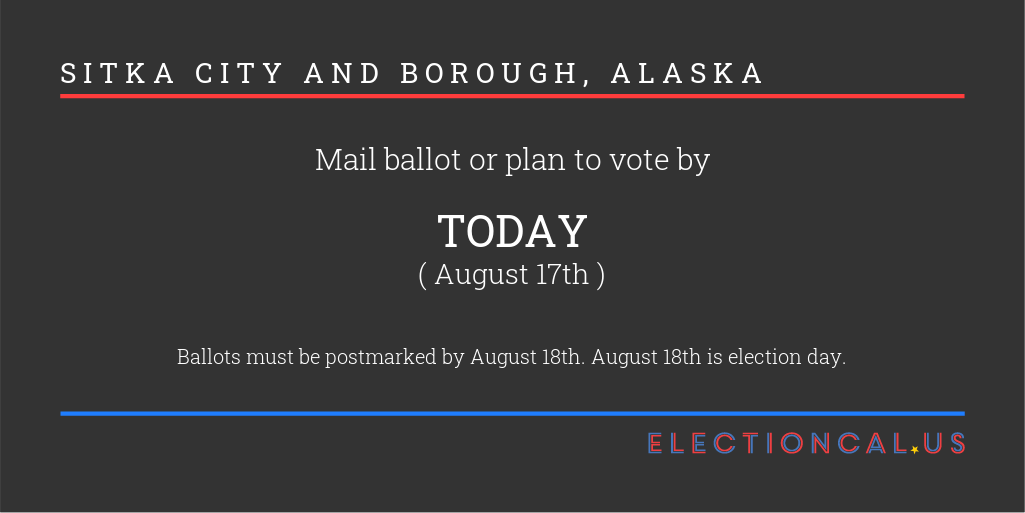 SITKA CITY AND BOROUGH, ALASKA
Mail ballot or plan to vote by
TODAY
( August 17th )
Ballots must be postmarked by August 18th. August 18th is election day.
ELECTIONCAL.US